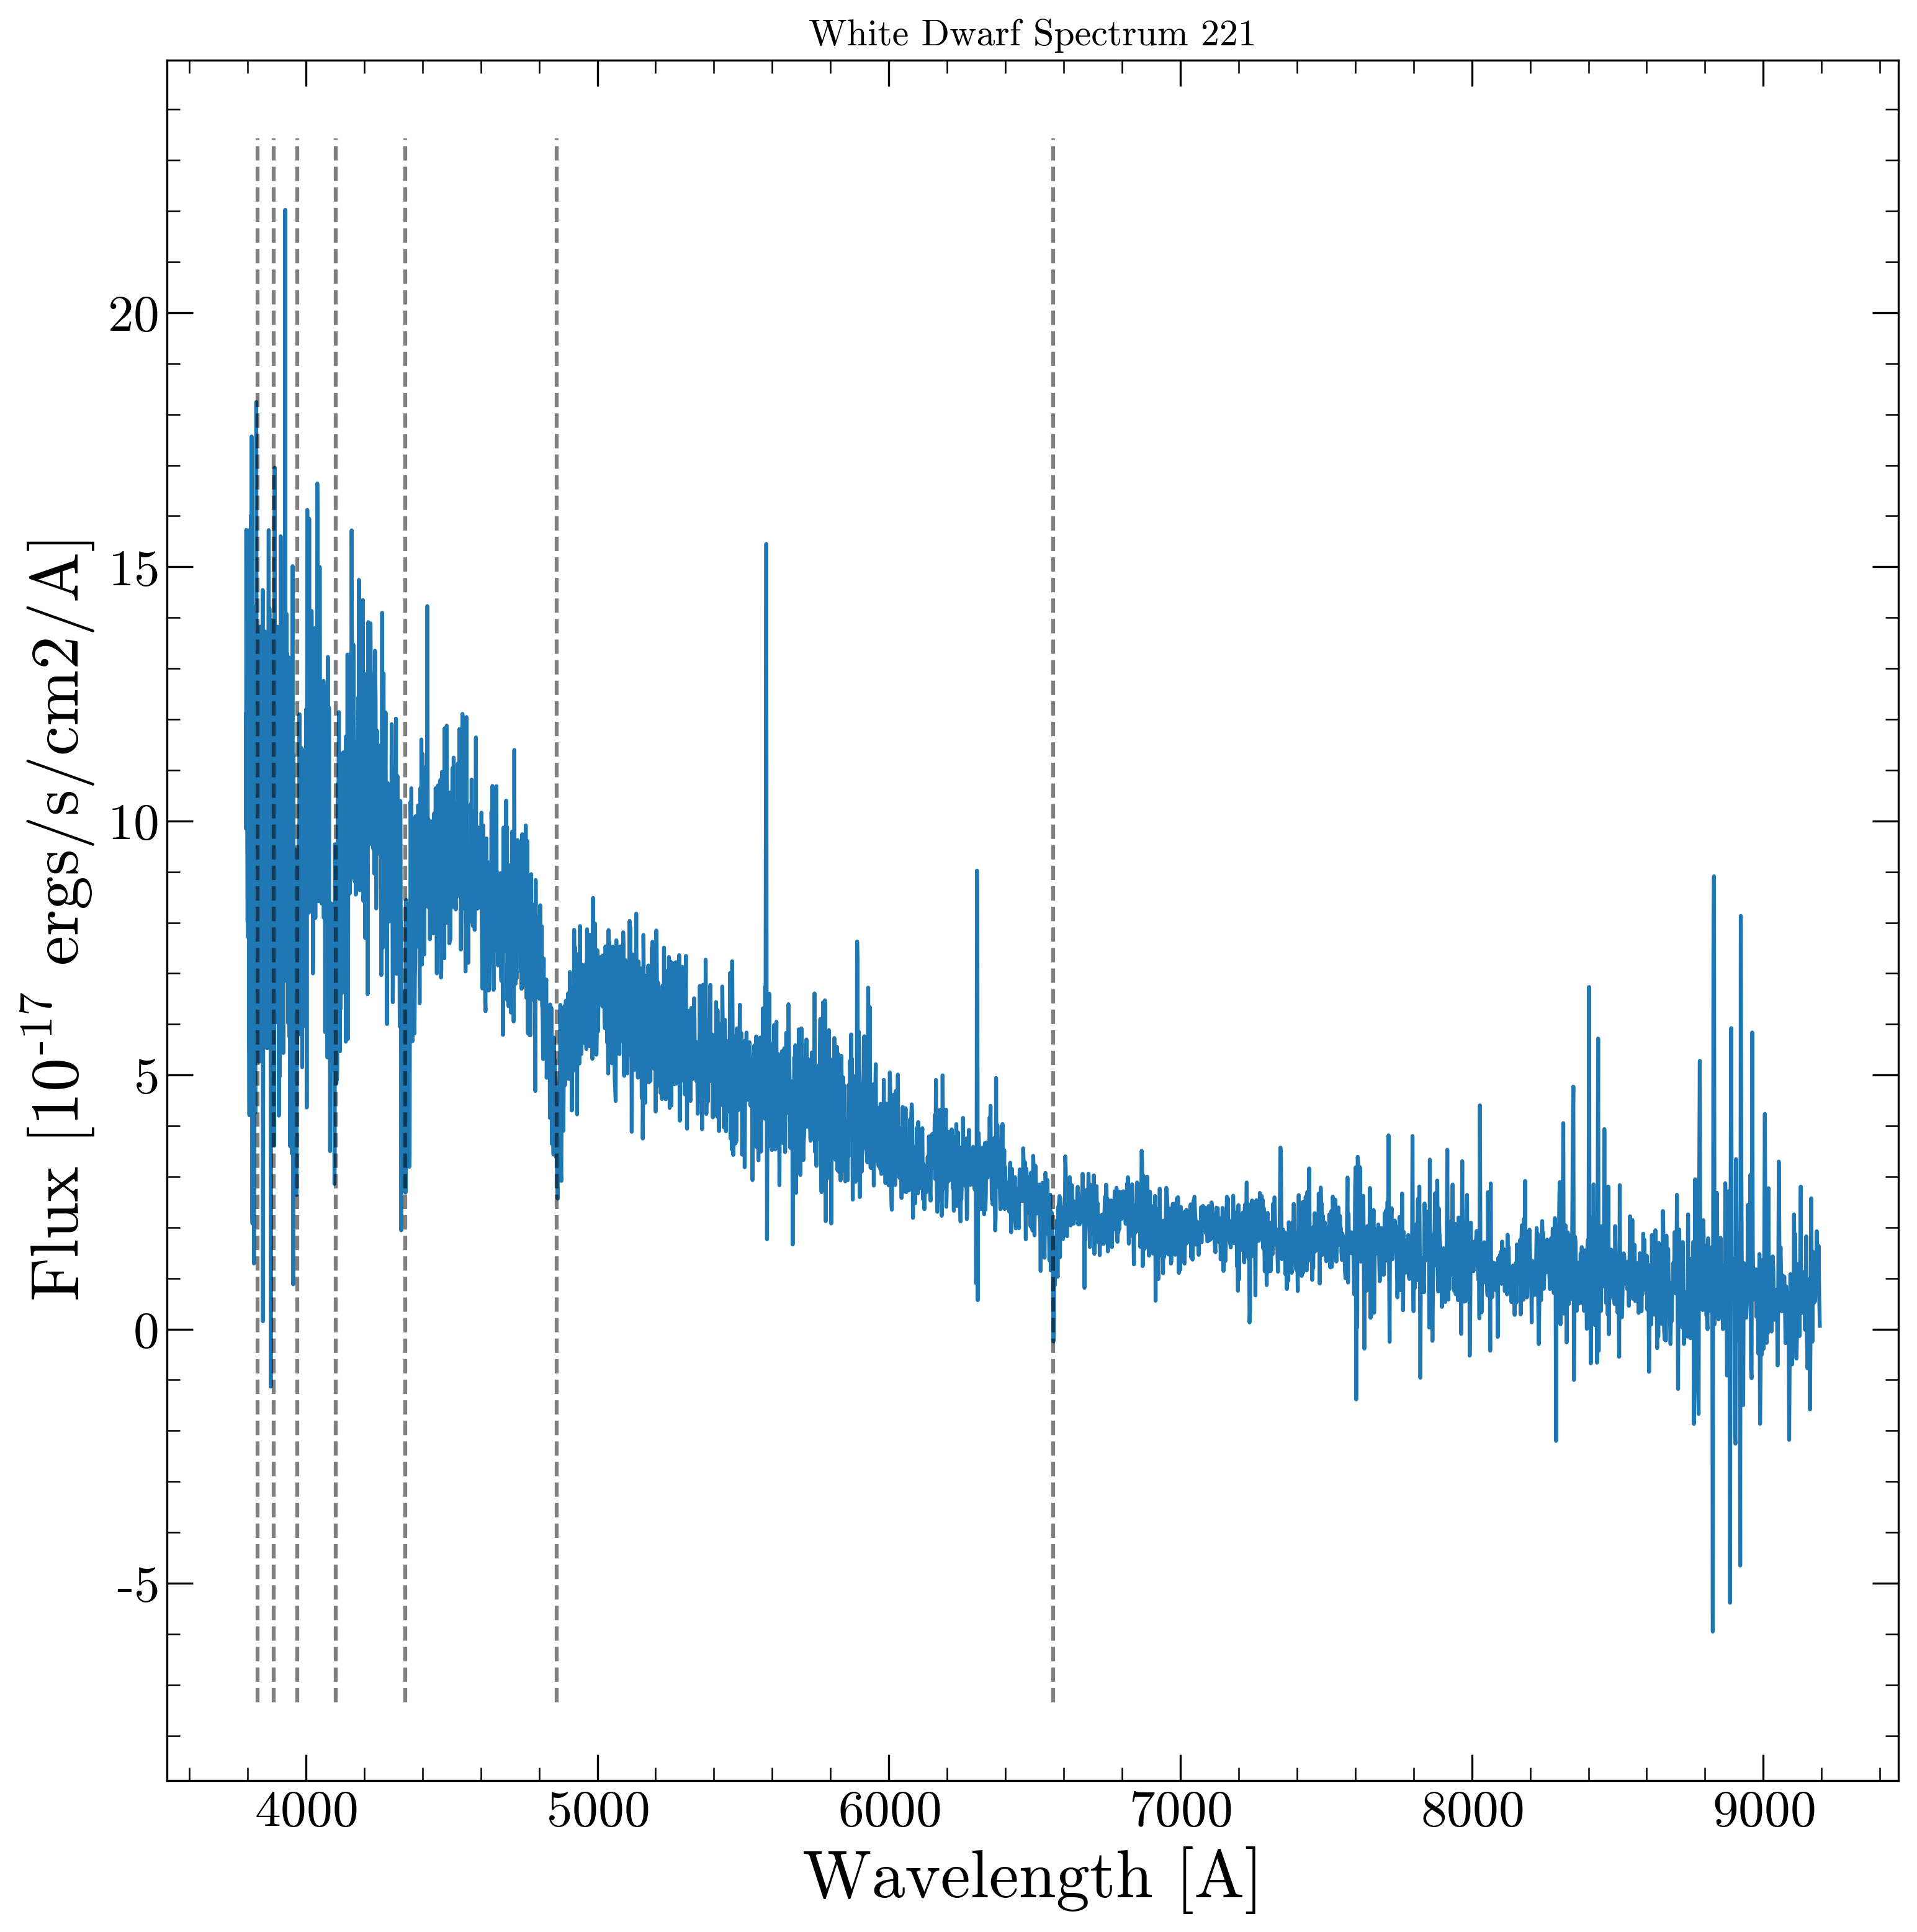 White Dwarf Spectrum 221
Flux [10⁻¹⁷ ergs/s/cm2/A]
20
15
10
5
0
-5
4000 5000 6000 7000 8000 9000
Wavelength [A]